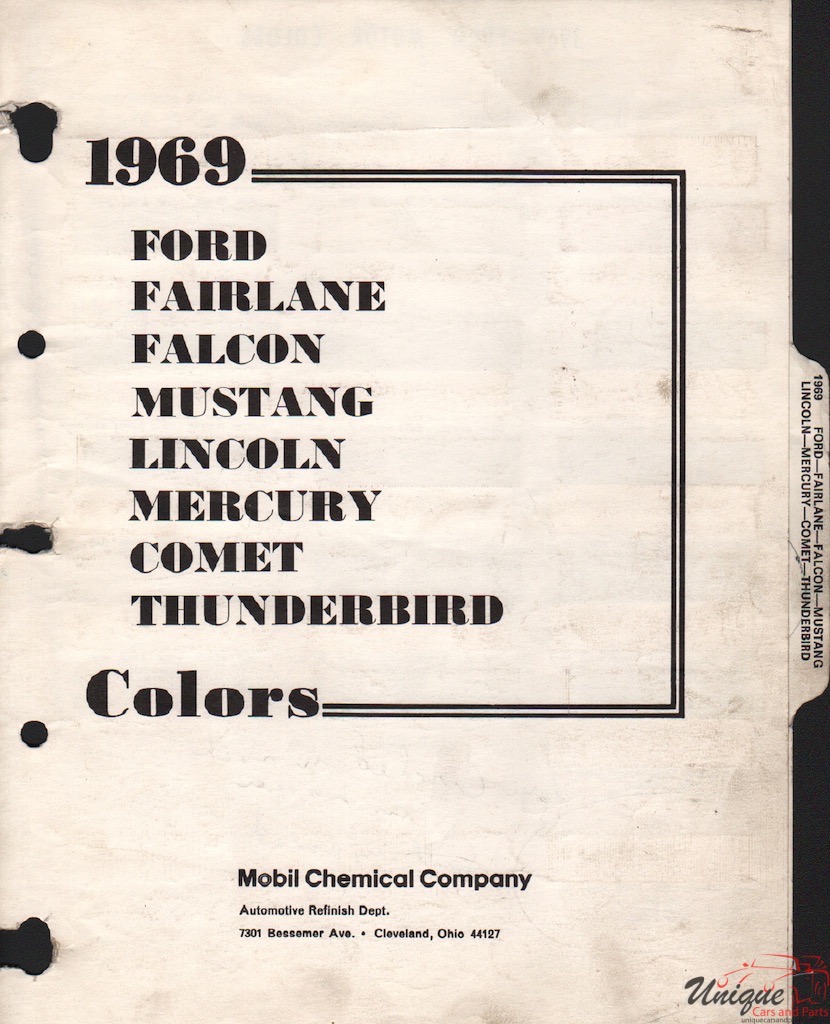 1969
FORD
FAIRLANE
FALCON
MUSTANG
LINCOLN
MERCURY
COMET
THUNDERBIRD
Colors
Mobil Chemical Company
Automotive Refinish Dept.
7301 Bessemer Ave. • Cleveland, Ohio 44127
1969 FORD—FAIRLANE—FALCON—MUSTANG
LINCOLN—MERCURY—COMET—THUNDERBIRD
Unique
Cars and Parts